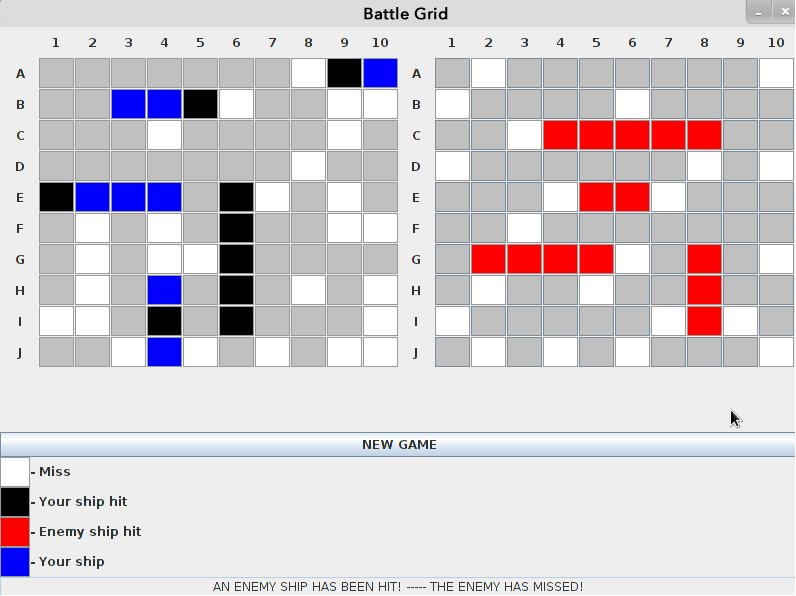 Battle Grid
1 2 3 4 5 6 7 8 9 10 1 2 3 4 5 6 7 8 9 10
A A
B B
C C
D D
E E
F F
G G
H H
I I
J J
NEW GAME
- Miss
- Your ship hit
- Enemy ship hit
- Your ship
AN ENEMY SHIP HAS BEEN HIT! ----- THE ENEMY HAS MISSED!